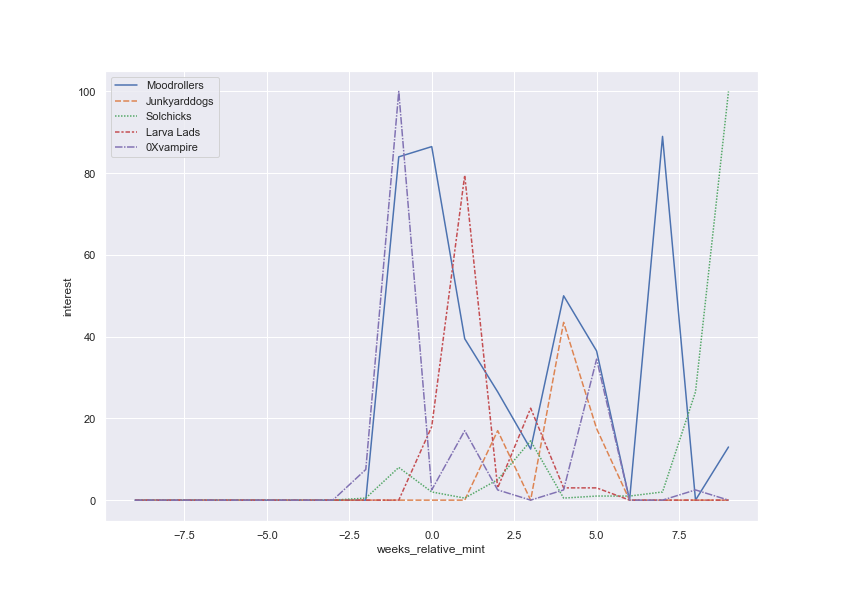 Moodrollers
Junkyarddogs
Solchicks
Larva Lads
0Xvampire
100
80
60
40
20
0
interest
−7.5 −5.0 −2.5 0.0 2.5 5.0 7.5
weeks_relative_mint